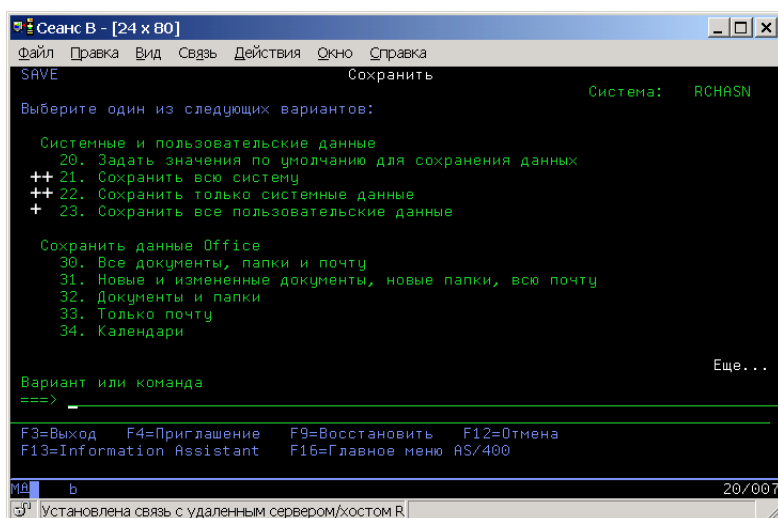 Сеанс B - [24 x 80]
Файл Правка Вид Связь Действия Окно Справка
SAVE Сохранить
Система: RCHASN
Выберите один из следующих вариантов:
Системные и пользовательские данные
20. Задать значения по умолчанию для сохранения данных
++ 21. Сохранить всю систему
++ 22. Сохранить только системные данные
+ 23. Сохранить все пользовательские данные
Сохранить данные Office
30. Все документы, папки и почту
31. Новые и измененные документы, новые папки, всю почту
32. Документы и папки
33. Только почту
34. Календари
Еще...
Вариант или команда
===> _
F3=Выход F4=Приглашение F9=Восстановить F12=Отмена
F13=Information Assistant F16=Главное меню AS/400
MA b 20/007
Установлена связь с удаленным сервером/хостом R